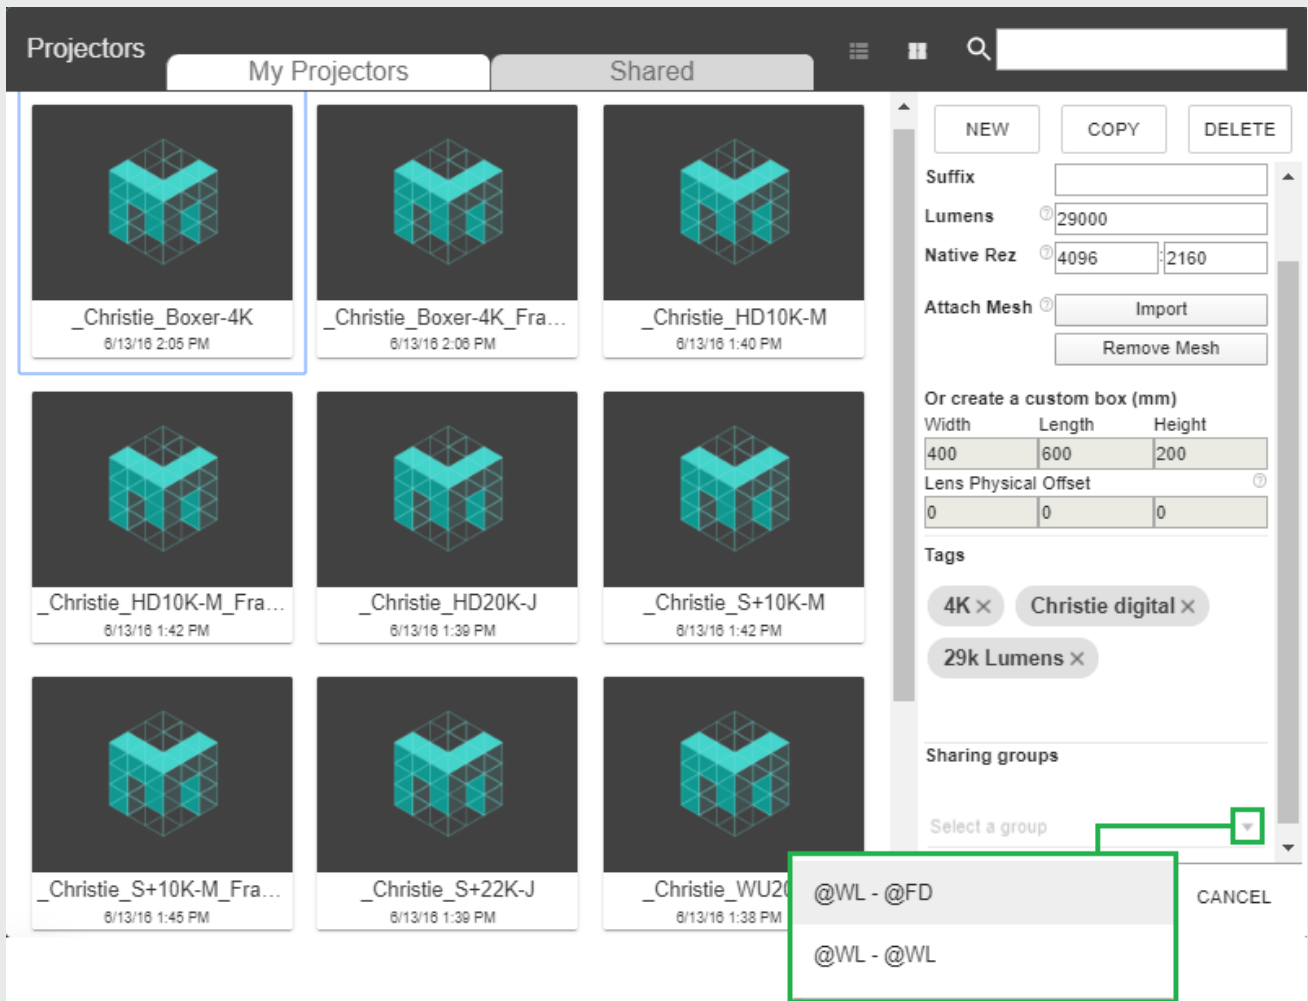 Projectors
My Projectors
Shared
_Christie_Boxer-4K
6/13/16 2:05 PM
_Christie_Boxer-4K_Fra...
6/13/16 2:06 PM
_Christie_HD10K-M
6/13/16 1:40 PM
_Christie_HD10K-M_Fra...
6/13/16 1:42 PM
_Christie_HD20K-J
6/13/16 1:39 PM
_Christie_S+10K-M
6/13/16 1:42 PM
_Christie_S+10K-M_Fra...
6/13/16 1:45 PM
_Christie_S+22K-J
6/13/16 1:39 PM
_Christie_WU20
6/13/16 1:38 PM
NEW COPY DELETE
Suffix
Lumens ? 29000
Native Rez ? 4096 : 2160
Attach Mesh ? Import
Remove Mesh
Or create a custom box (mm)
Width Length Height
400 600 200
Lens Physical Offset ?
0 0 0
Tags
4K × Christie digital ×
29k Lumens ×
Sharing groups
Select a group
@WL - @FD
@WL - @WL
CANCEL